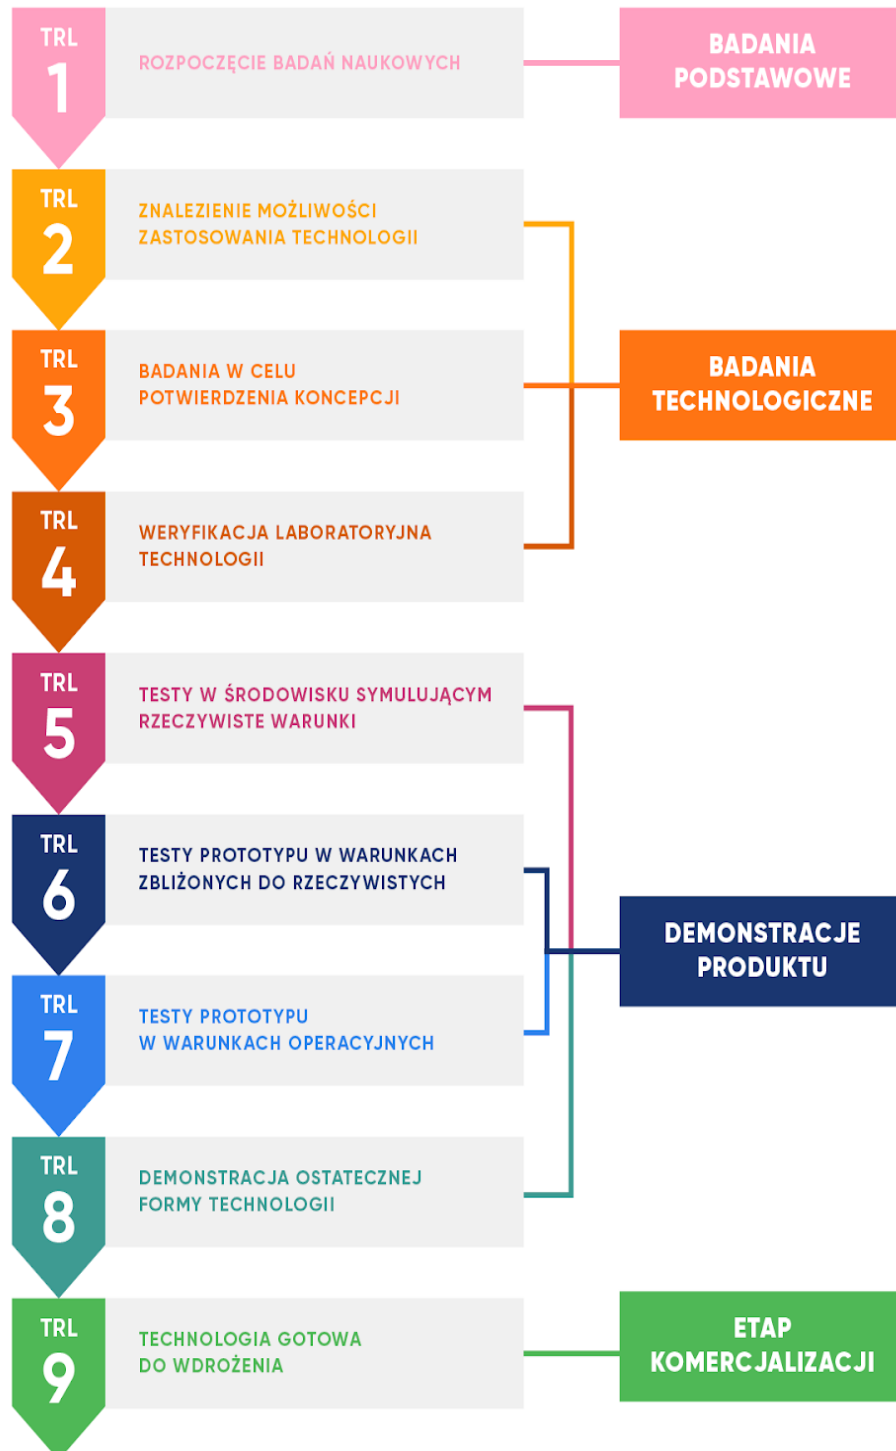 TRL
1
ROZPOCZĘCIE BADAŃ NAUKOWYCH
BADANIA
PODSTAWOWE
TRL
2
ZNALEZIENIE MOŻLIWOŚCI
ZASTOSOWANIA TECHNOLOGII
TRL
3
BADANIA W CELU
POTWIERDZENIA KONCEPCJI
BADANIA
TECHNOLOGICZNE
TRL
4
WERYFIKACJA LABORATORYJNA
TECHNOLOGII
TRL
5
TESTY W ŚRODOWISKU SYMULUJĄCYM
RZECZYWISTE WARUNKI
TRL
6
TESTY PROTOTYPU W WARUNKACH
ZBLIŻONYCH DO RZECZYWISTYCH
DEMONSTRACJE
PRODUKTU
TRL
7
TESTY PROTOTYPU
W WARUNKACH OPERACYJNYCH
TRL
8
DEMONSTRACJA OSTATECZNEJ
FORMY TECHNOLOGII
TRL
9
TECHNOLOGIA GOTOWA
DO WDROŻENIA
ETAP
KOMERCJALIZACJI